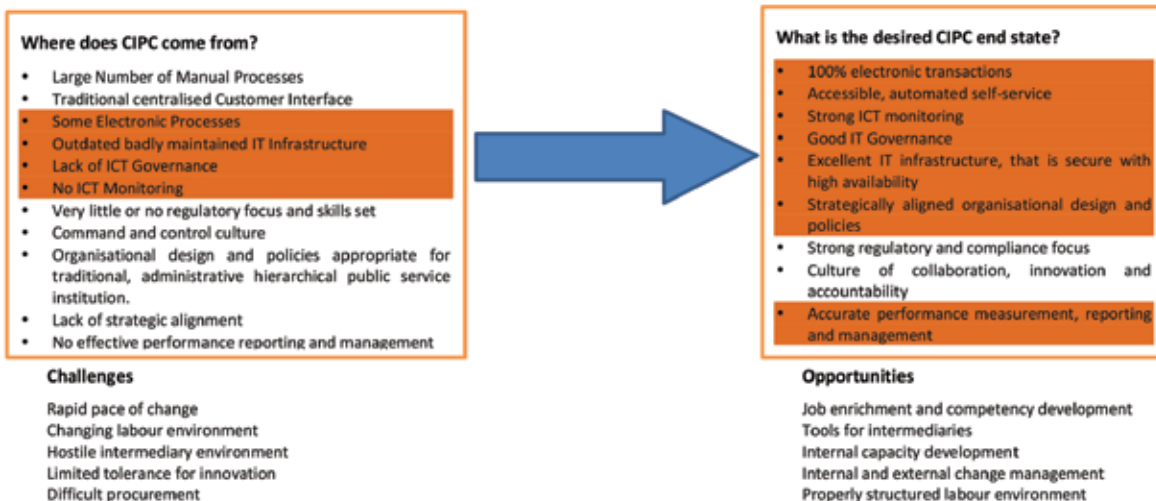 Where does CIPC come from?
• Large Number of Manual Processes
• Traditional centralised Customer Interface
• Some Electronic Processes
• Outdated badly maintained IT Infrastructure
• Lack of ICT Governance
• No ICT Monitoring
• Very little or no regulatory focus and skills set
• Command and control culture
• Organisational design and policies appropriate for
traditional, administrative hierarchical public service
institution.
• Lack of strategic alignment
• No effective performance reporting and management
Challenges
Rapid pace of change
Changing labour environment
Hostile intermediary environment
Limited tolerance for innovation
Difficult procurement
What is the desired CIPC end state?
• 100% electronic transactions
• Accessible, automated self-service
• Strong ICT monitoring
• Good IT Governance
• Excellent IT infrastructure, that is secure with
high availability
• Strategically aligned organisational design and
policies
• Strong regulatory and compliance focus
• Culture of collaboration, innovation and
accountability
• Accurate performance measurement, reporting
and management
Opportunities
Job enrichment and competency development
Tools for intermediaries
Internal capacity development
Internal and external change management
Properly structured labour environment